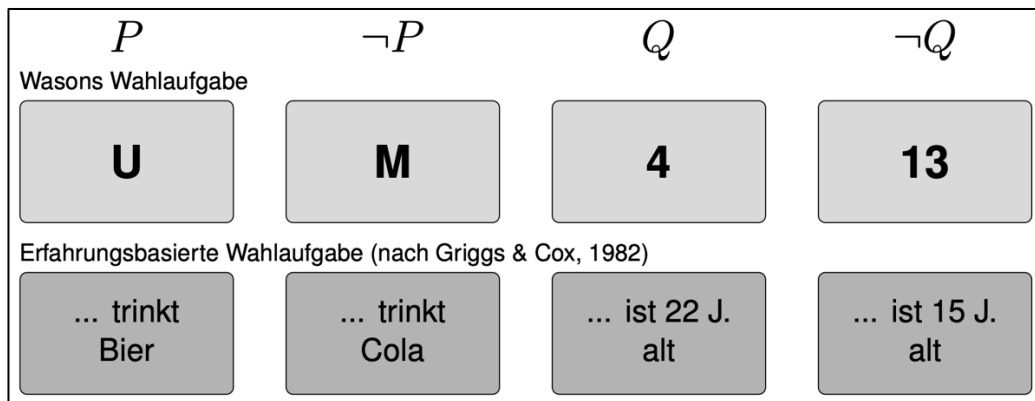 P ¬P Q ¬Q
Wasons Wahlaufgabe
U M 4 13
Erfahrungsbasierte Wahlaufgabe (nach Griggs & Cox, 1982)
... trinkt ... trinkt ... ist 22 J. ... ist 15 J.
Bier Cola alt alt